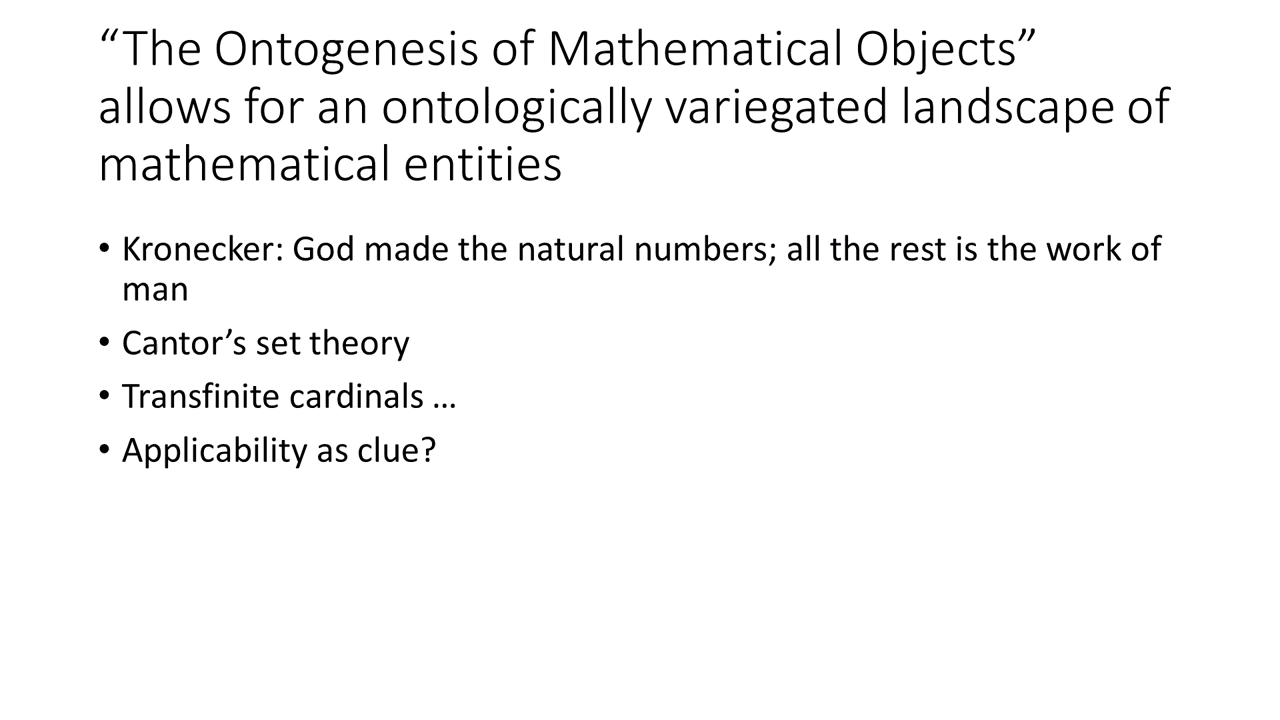 “The Ontogenesis of Mathematical Objects”
allows for an ontologically variegated landscape of
mathematical entities
• Kronecker: God made the natural numbers; all the rest is the work of
man
• Cantor’s set theory
• Transfinite cardinals …
• Applicability as clue?